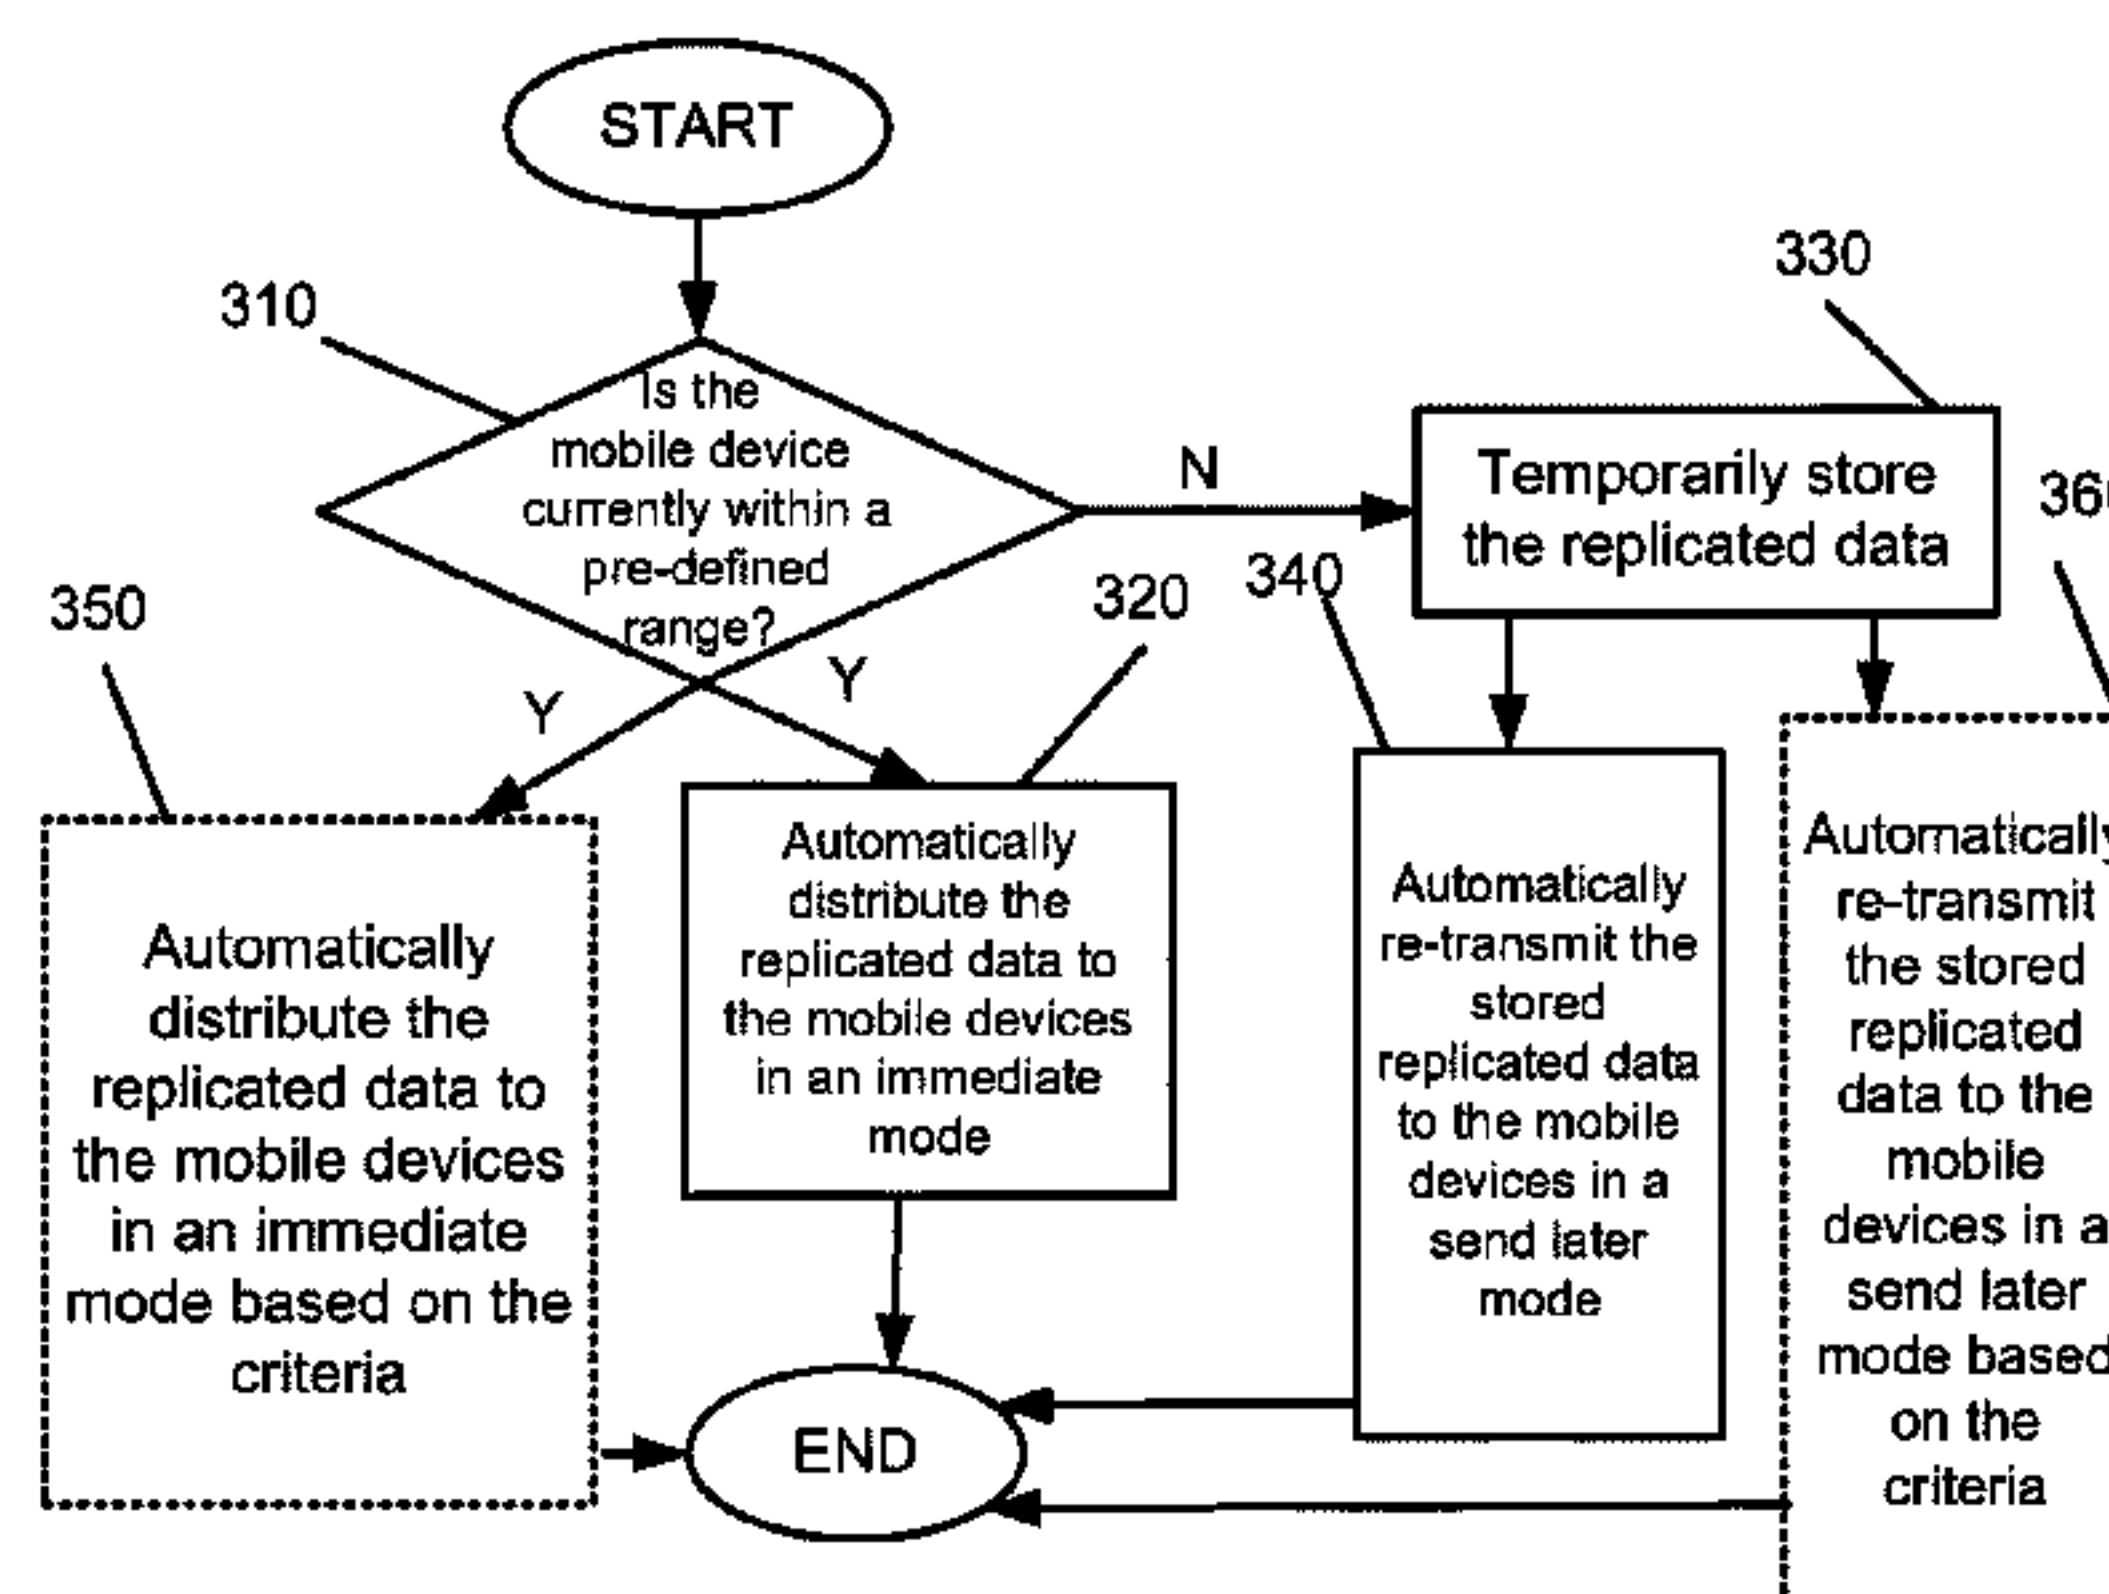 START
310
Is the
mobile device
currently within a
pre-defined
range?
N
330
Temporarily store
the replicated data
350
Y
Y
320
340
Automatically
distribute the
replicated data to
the mobile devices
in an immediate
mode based on the
criteria
Automatically
distribute the
replicated data to
the mobile devices
in an immediate
mode
Automatically
re-transmit the
stored
replicated data
to the mobile
devices in a
send later
mode
Automatically
re-transmit
the stored
replicated
data to the
mobile
devices in a
send later
mode based
on the
criteria
END